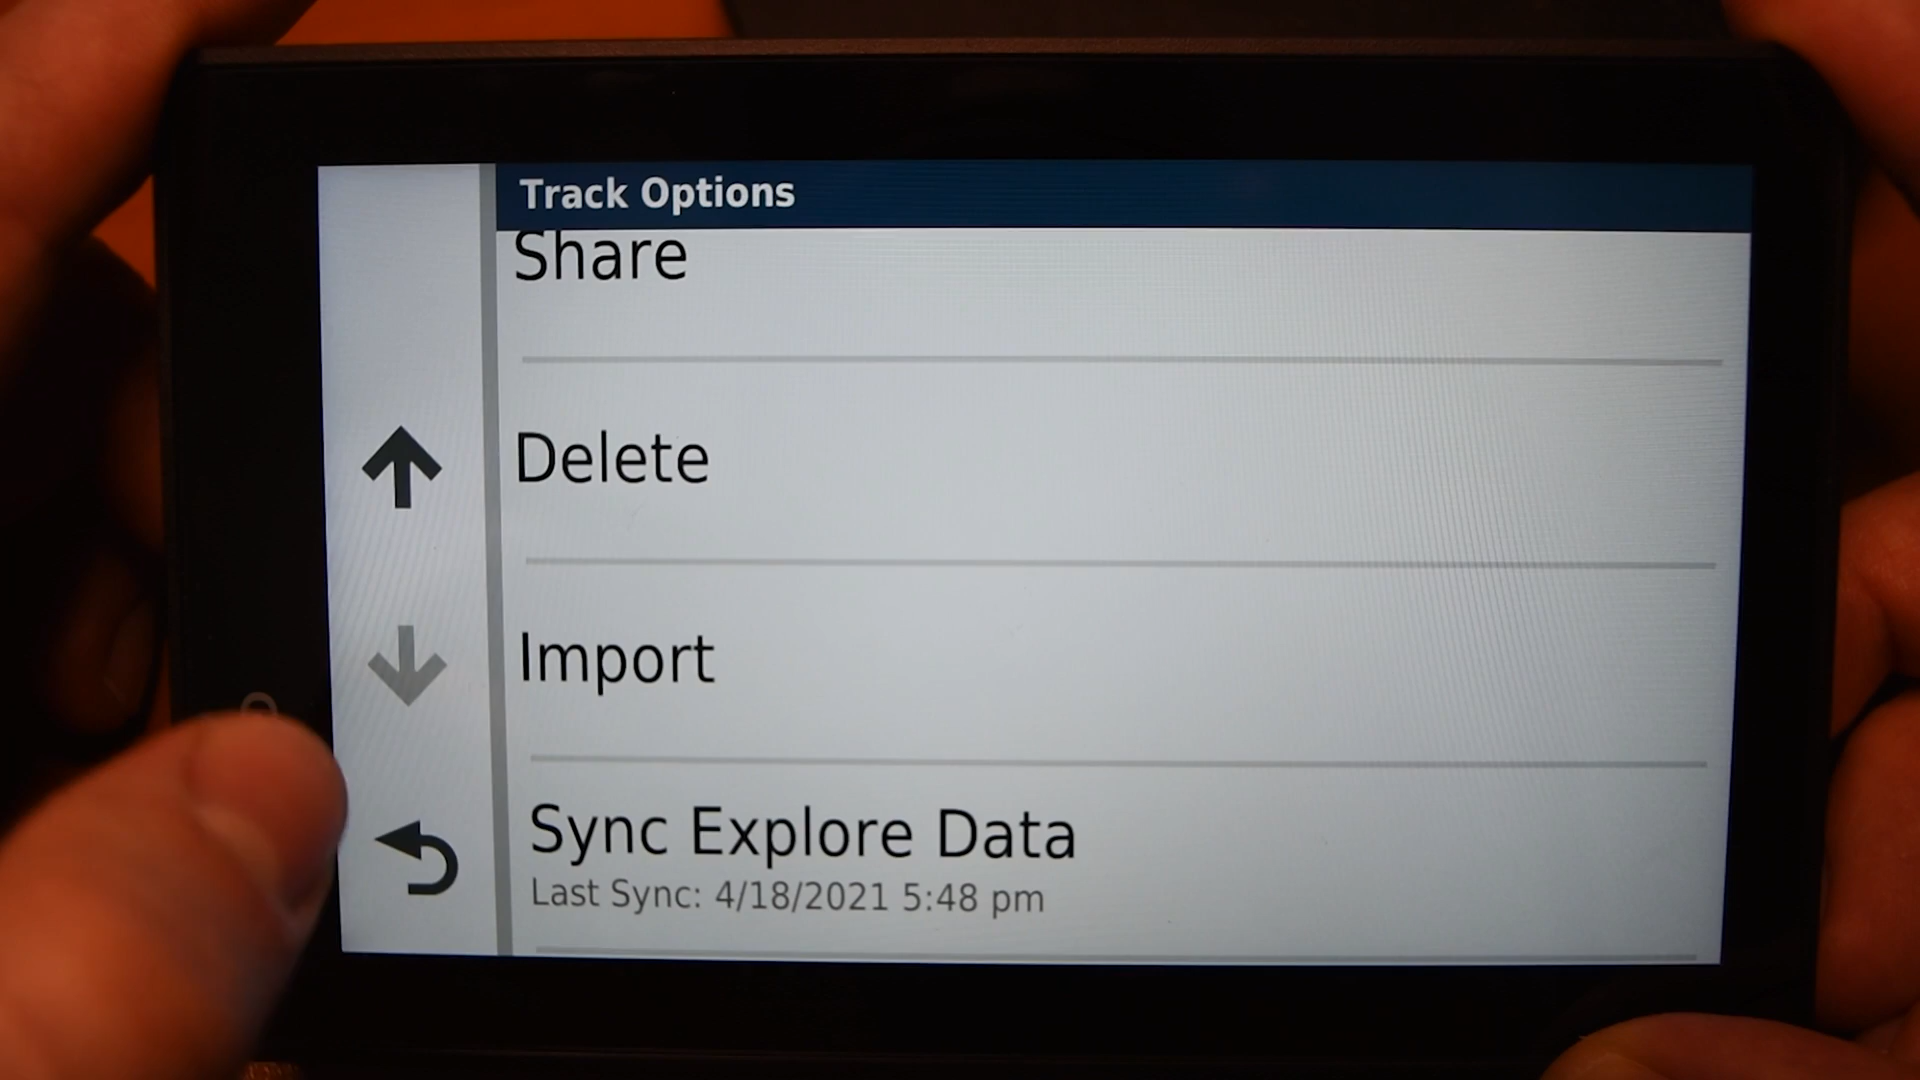 Track Options
Share
Delete
Import
Sync Explore Data
Last Sync: 4/18/2021 5:48 pm